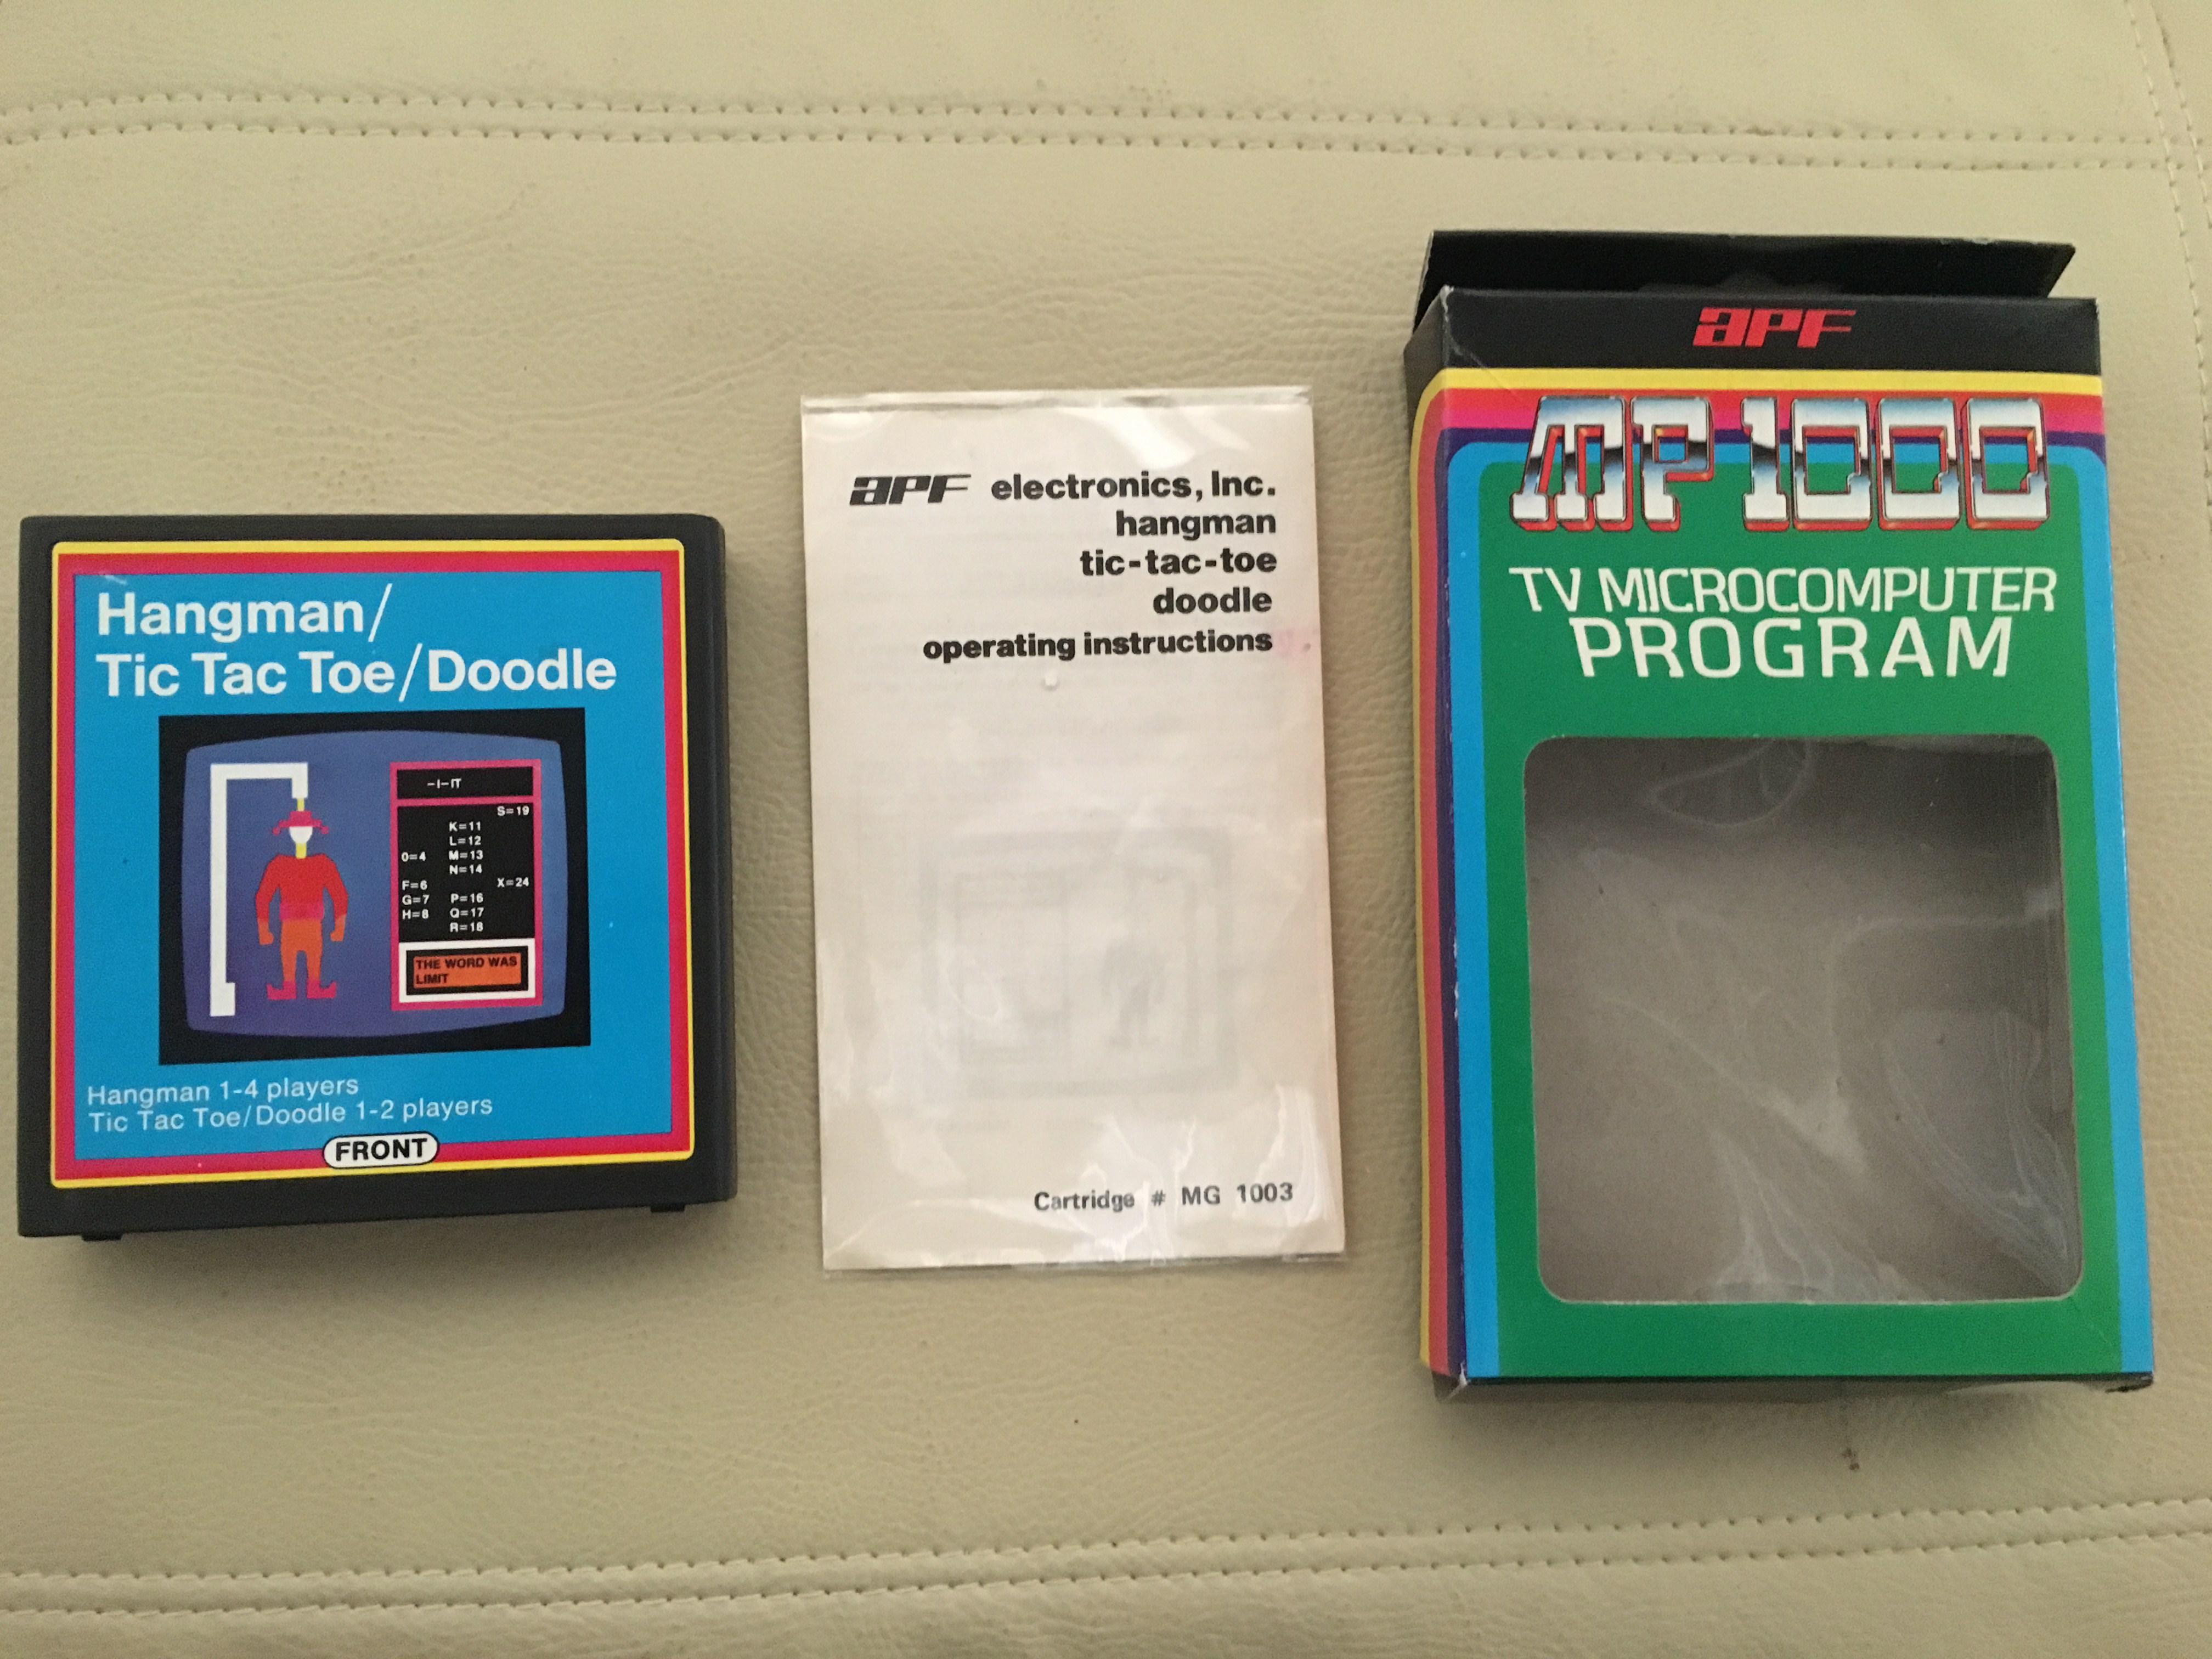 Hangman/
Tic Tac Toe/Doodle
-I-IT
S=19
K=11
L=12
0=4 M=13
N=14
F=6 X=24
G=7 P=16
H=8 Q=17
R=18
THE WORD WAS
LIMIT
Hangman 1-4 players
Tic Tac Toe/Doodle 1-2 players
FRONT
apf electronics, Inc.
hangman
tic-tac-toe
doodle
operating instructions
Cartridge # MG 1003
apf
MP 1000
TV MICROCOMPUTER
PROGRAM